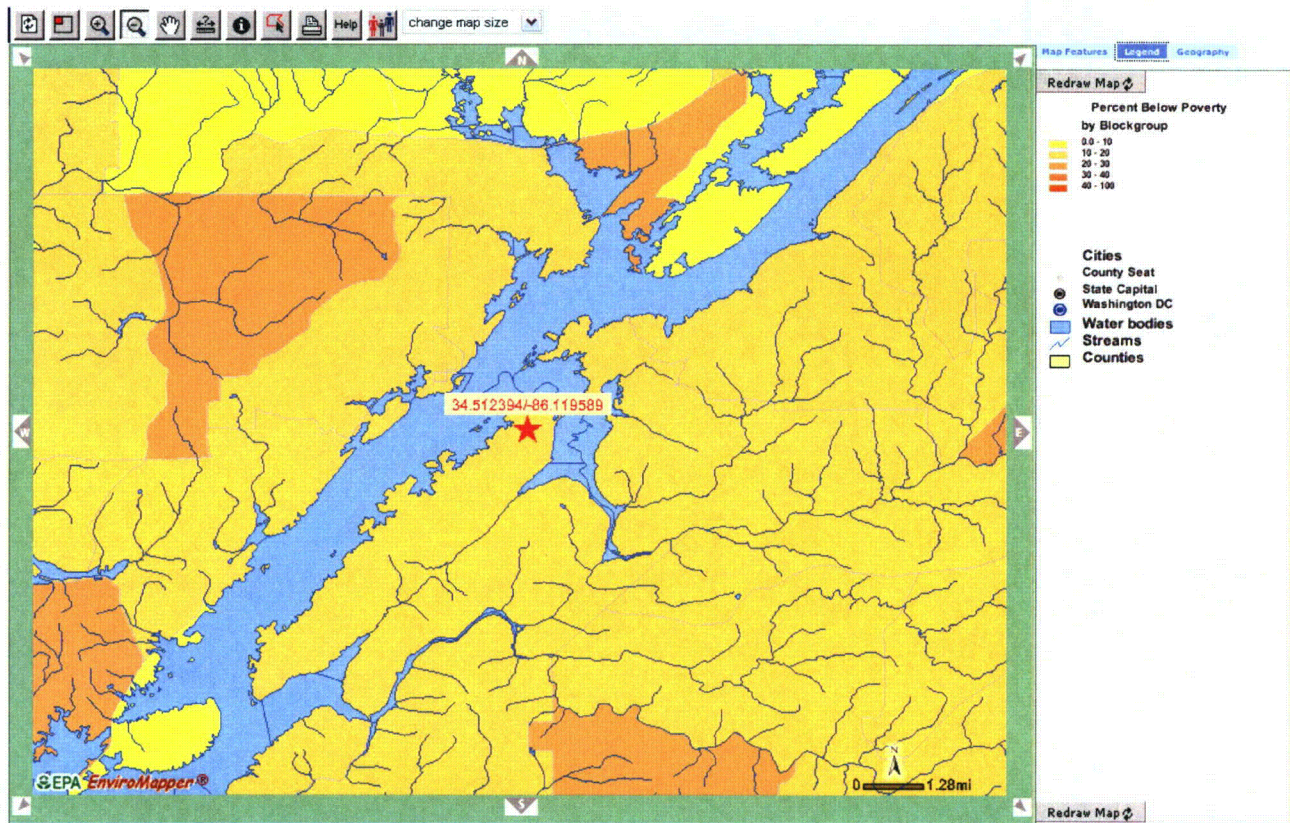 Help change map size
Map Features Legend Geography
Redraw Map
Percent Below Poverty
by Blockgroup
0.0 - 10
10 - 20
20 - 30
30 - 40
40 - 100
Cities
County Seat
State Capital
Washington DC
Water bodies
Streams
Counties
N
W
E
S
34.512394/-86.119589
EPA EnviroMapper®
N
0 1.28mi
Redraw Map